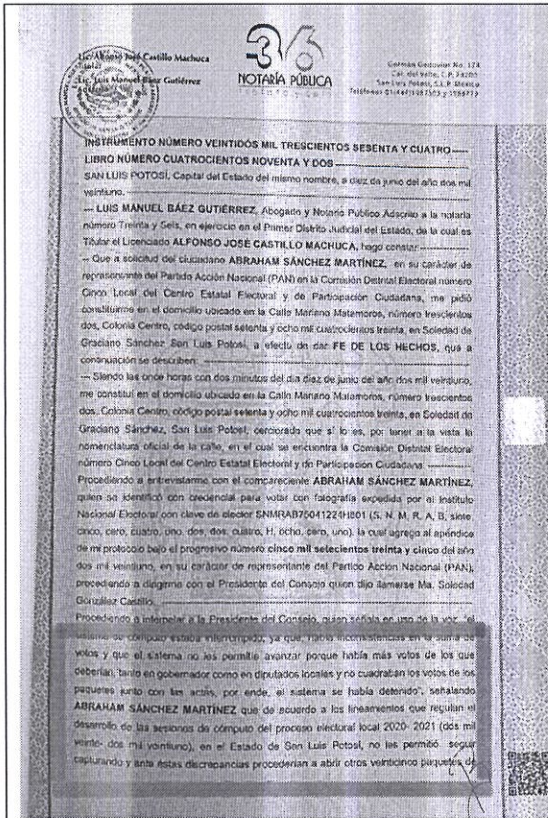 Lic. Alfonso José Castillo Machuca
Titular
Lic. Luis Manuel Báez Gutiérrez
36
NOTARÍA PÚBLICA
Germán Gedovius No. 174
Col. del Valle, C.P. 78200
San Luis Potosí, S.L.P. México
INSTRUMENTO NÚMERO VEINTIDÓS MIL TRESCIENTOS SESENTA Y CUATRO
LIBRO NÚMERO CUATROCIENTOS NOVENTA Y DOS
SAN LUIS POTOSÍ, Capital del Estado del mismo nombre, a diez de junio del año dos mil
veintiuno.
--- LUIS MANUEL BÁEZ GUTIÉRREZ, Abogado y Notario Público Adscrito a la notaría
número Treinta y Seis, en ejercicio en el Primer Distrito Judicial del Estado, de la cual es
Titular el Licenciado ALFONSO JOSÉ CASTILLO MACHUCA, hago constar
-- Que a solicitud del ciudadano ABRAHAM SÁNCHEZ MARTÍNEZ, en su carácter de
representante del Partido Acción Nacional (PAN) en la Comisión Distrital Electoral número
Cinco Local del Centro Estatal Electoral y de Participación Ciudadana, me pidió
constituirme en el domicilio ubicado en la Calle Mariano Matamoros, número trescientos
dos, Colonia Centro, código postal setenta y ocho mil cuatrocientos treinta, en Soledad de
Graciano Sánchez San Luis Potosí, a efecto de dar FE DE LOS HECHOS, que a
continuación se describen:
--- Siendo las once horas con dos minutos del día diez de junio del año dos mil veintiuno,
me constituí en el domicilio ubicado en la Calle Mariano Matamoros, número trescientos
dos, Colonia Centro, código postal setenta y ocho mil cuatrocientos treinta, en Soledad de
Graciano Sánchez, San Luis Potosí, cerciorado que sí lo es, por tener a la vista la
nomenclatura oficial de la calle, en el cual se encuentra la Comisión Distrital Electoral
número Cinco Local del Centro Estatal Electoral y de Participación Ciudadana
Procediendo a entrevistarme con el compareciente ABRAHAM SÁNCHEZ MARTÍNEZ,
quien se identificó con credencial para votar con fotografía expedida por el Instituto
Nacional Electoral con clave de elector SNMRAB75041224H801 (S, N, M, R, A, B, siete,
cinco, cero, cuatro, uno, dos, dos, cuatro, H, ocho, cero, uno), la cual agrego al apéndice
de mi protocolo bajo el progresivo número cinco mil setecientos treinta y cinco del año
dos mil veintiuno, en su carácter de representante del Partido Acción Nacional (PAN),
procediendo a dirigirme con el Presidente del Consejo quien dijo llamarse Ma. Soledad
González Castillo.
Procediendo a interpelar a la Presidente del Consejo, quien señala en uso de la voz "el
sistema de cómputo estaba interrumpido, ya que, había inconsistencias en la suma de
votos y que el sistema no les permitía avanzar porque había más votos de los que
deberían, tanto en gobernador como en diputados locales y no cuadraban los votos de los
paquetes junto con las actas, por ende, el sistema se había detenido", señalando
ABRAHAM SÁNCHEZ MARTÍNEZ que de acuerdo a los lineamientos que regulan el
desarrollo de las sesiones de cómputo del proceso electoral local 2020- 2021 (dos mil
veinte- dos mil veintiuno), en el Estado de San Luis Potosí, no les permitió seguir
capturando y ante éstas discrepancias procederían a abrir otros veinticinco paquetes de